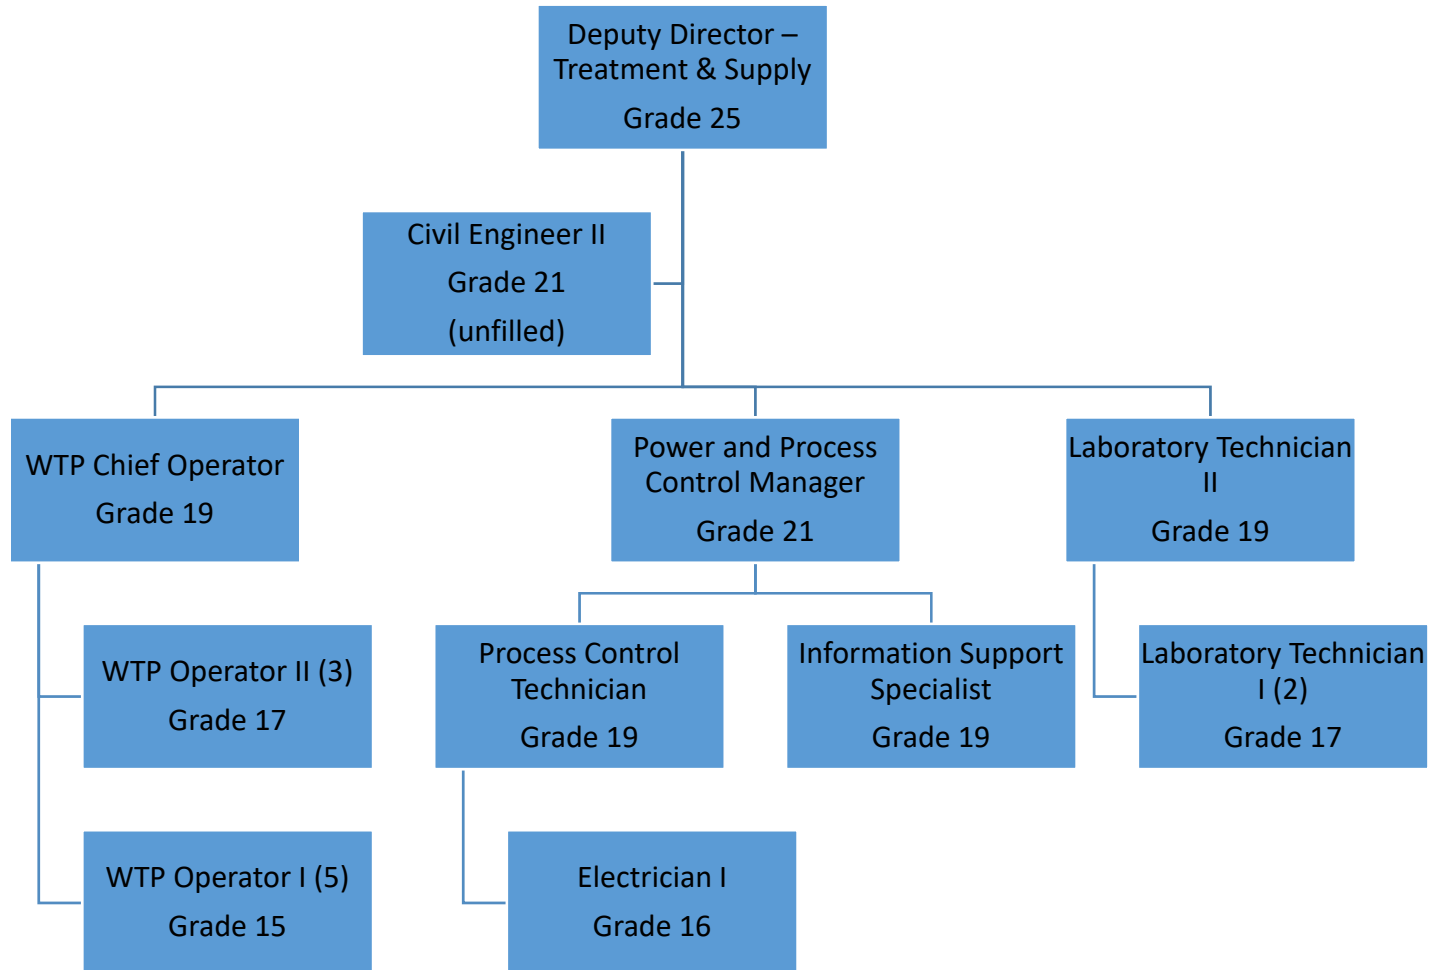 Deputy Director –
Treatment & Supply
Grade 25
Civil Engineer II
Grade 21
(unfilled)
WTP Chief Operator
Grade 19
Power and Process
Control Manager
Grade 21
Laboratory Technician
II
Grade 19
WTP Operator II (3)
Grade 17
Process Control
Technician
Grade 19
Information Support
Specialist
Grade 19
Laboratory Technician
I (2)
Grade 17
WTP Operator I (5)
Grade 15
Electrician I
Grade 16